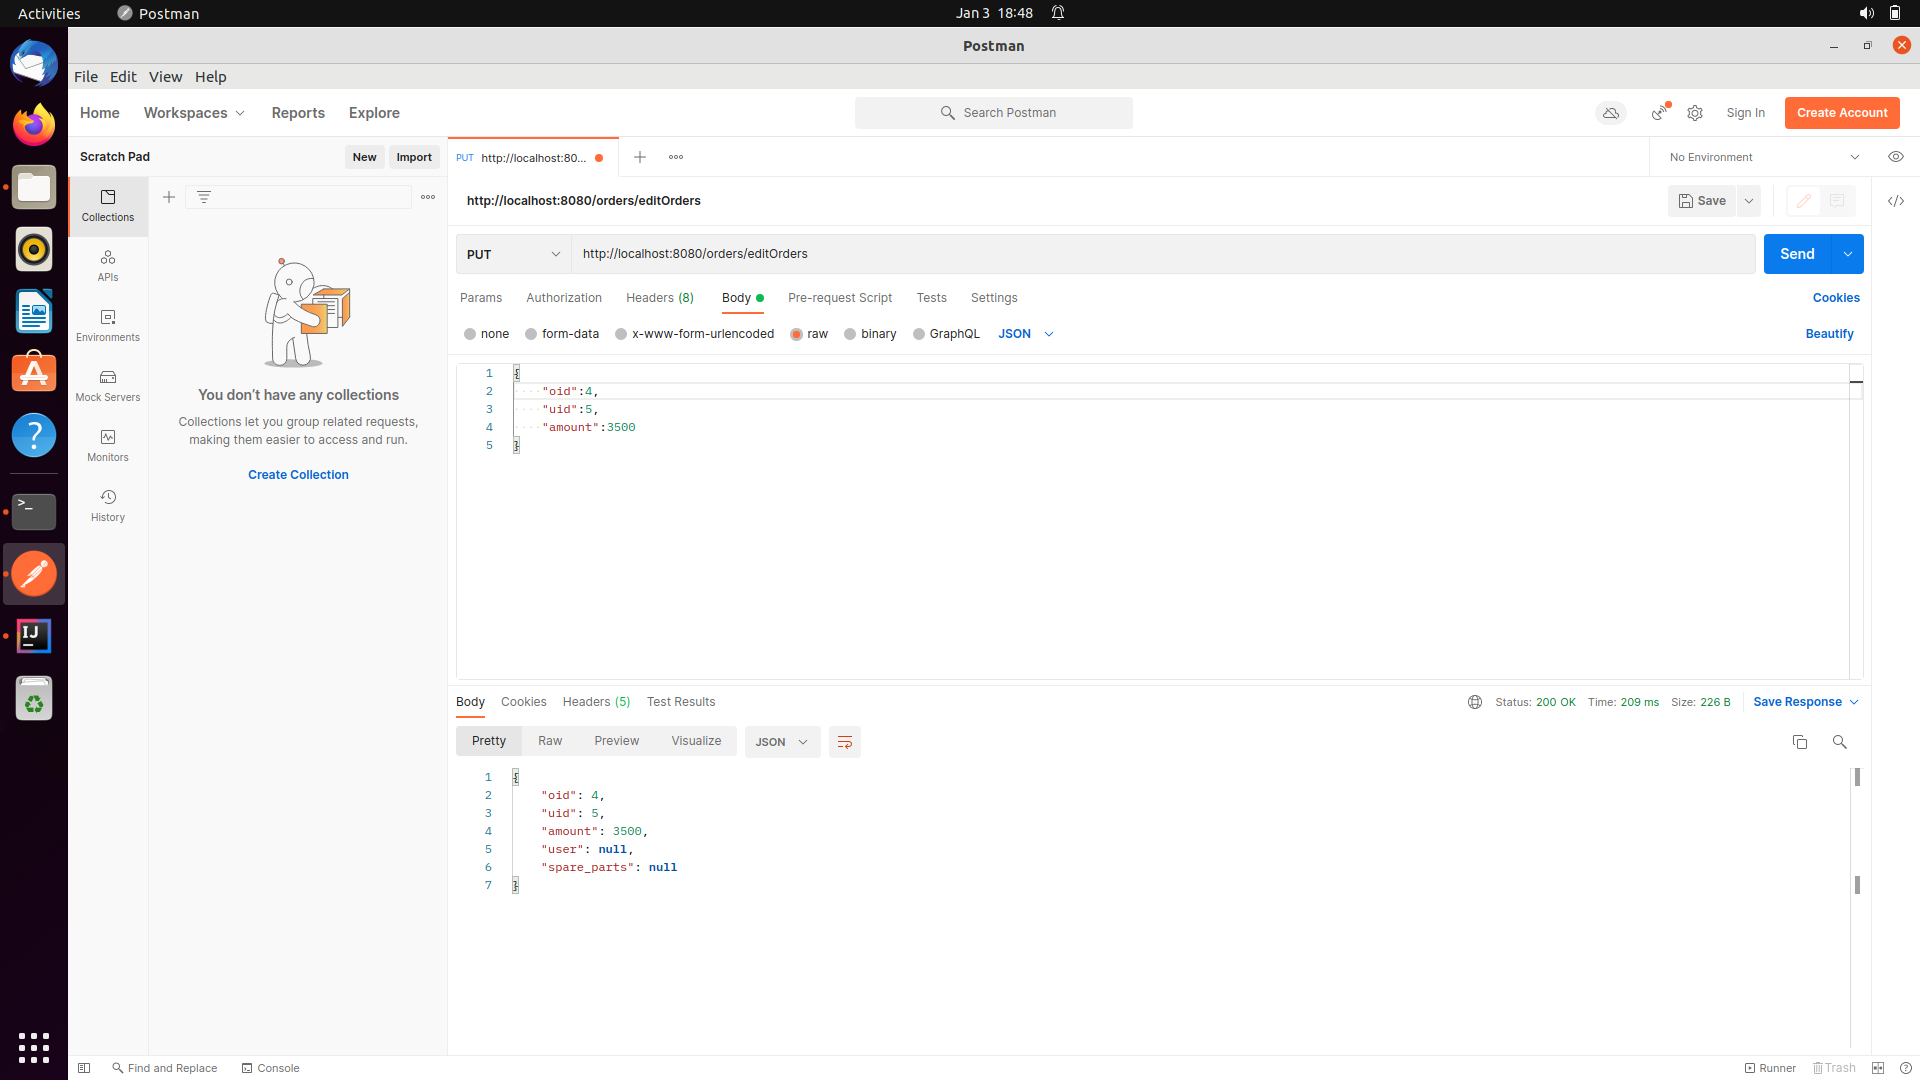 Activities Postman Jan 3 18:48
Postman
File Edit View Help
Home Workspaces Reports Explore Search Postman Sign In Create Account
Scratch Pad New Import PUT http://localhost:80... No Environment
Collections
APIs
Environments
Mock Servers
Monitors
History
You don't have any collections
Collections let you group related requests,
making them easier to access and run.
Create Collection
http://localhost:8080/orders/editOrders Save
PUT http://localhost:8080/orders/editOrders Send
Params Authorization Headers (8) Body Pre-request Script Tests Settings Cookies
none form-data x-www-form-urlencoded raw binary GraphQL JSON Beautify
1 {
2 "oid":4,
3 "uid":5,
4 "amount":3500
5 }
Body Cookies Headers (5) Test Results Status: 200 OK Time: 209 ms Size: 226 B Save Response
Pretty Raw Preview Visualize JSON
1 {
2 "oid": 4,
3 "uid": 5,
4 "amount": 3500,
5 "user": null,
6 "spare_parts": null
7 }
Find and Replace Console Runner Trash